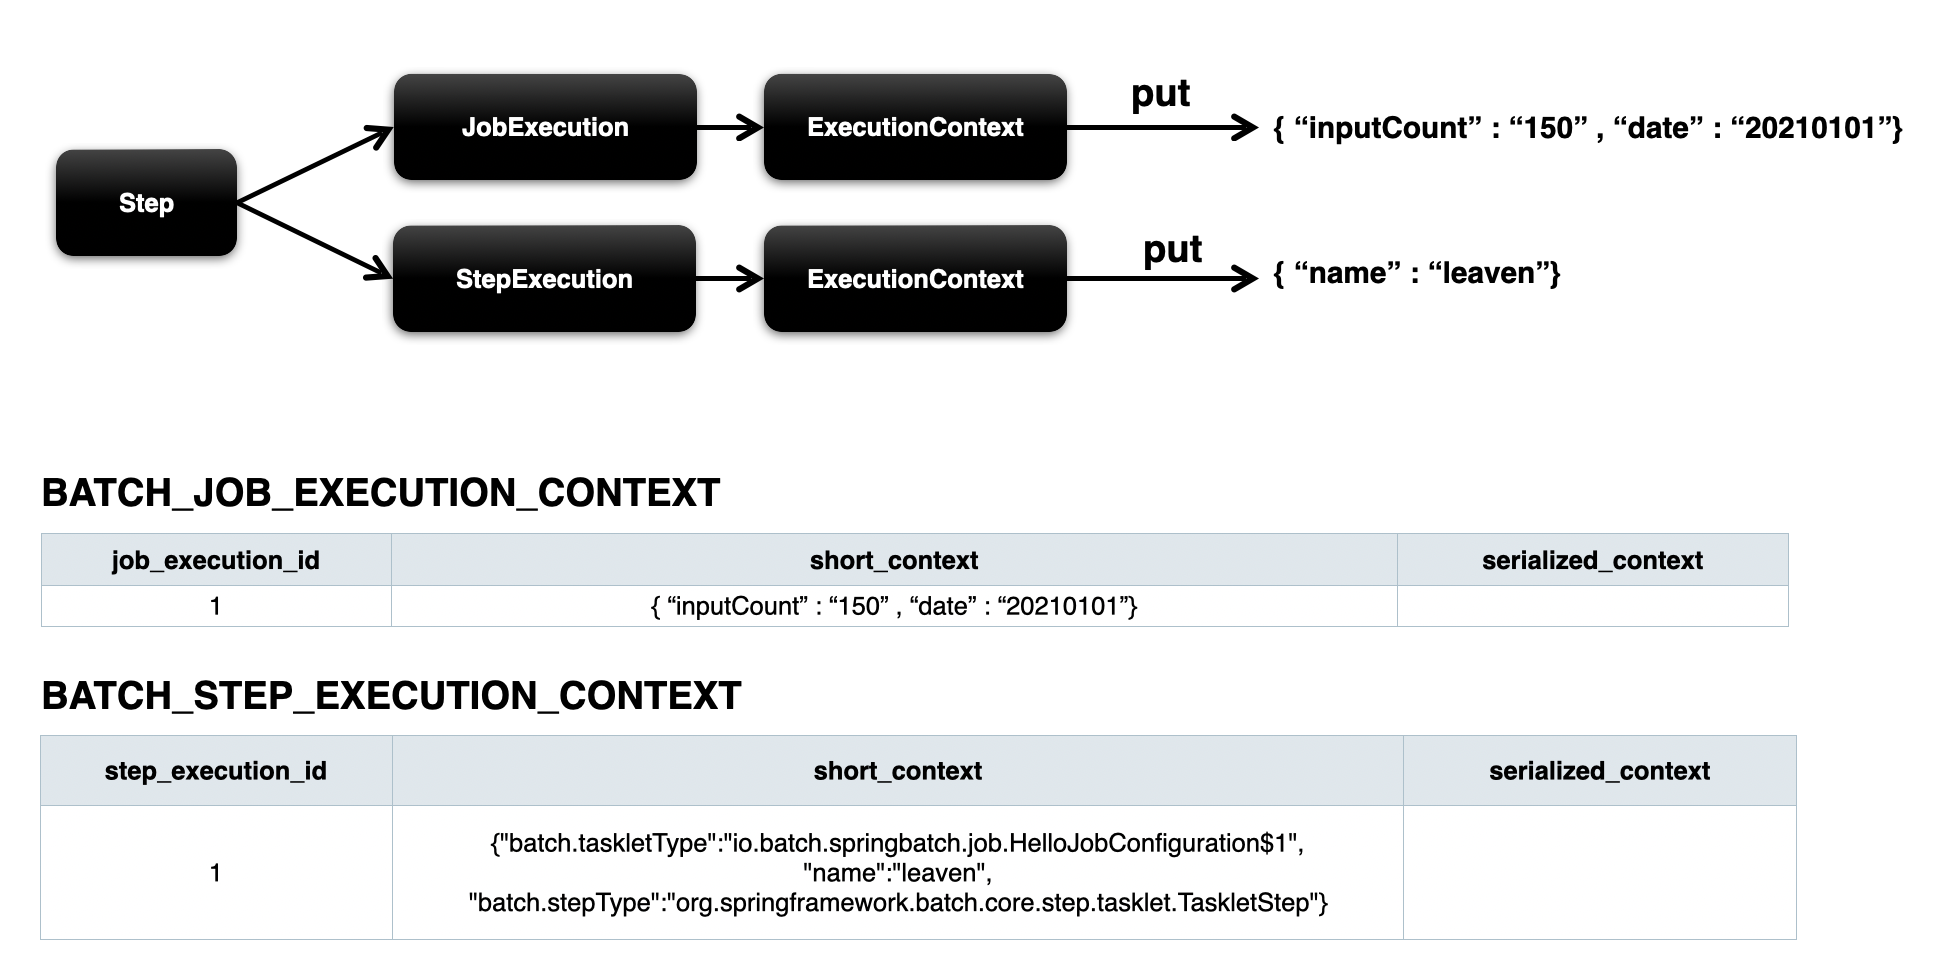 put
JobExecution
ExecutionContext
{ “inputCount” : “150” , “date” : “20210101”}
Step
put
StepExecution
ExecutionContext
{ “name” : “leaven”}
BATCH_JOB_EXECUTION_CONTEXT
job_execution_id short_context serialized_context
1 { “inputCount” : “150” , “date” : “20210101”}
BATCH_STEP_EXECUTION_CONTEXT
step_execution_id short_context serialized_context
{"batch.taskletType":"io.batch.springbatch.job.HelloJobConfiguration$1",
1 "name":"leaven",
"batch.stepType":"org.springframework.batch.core.step.tasklet.TaskletStep"}